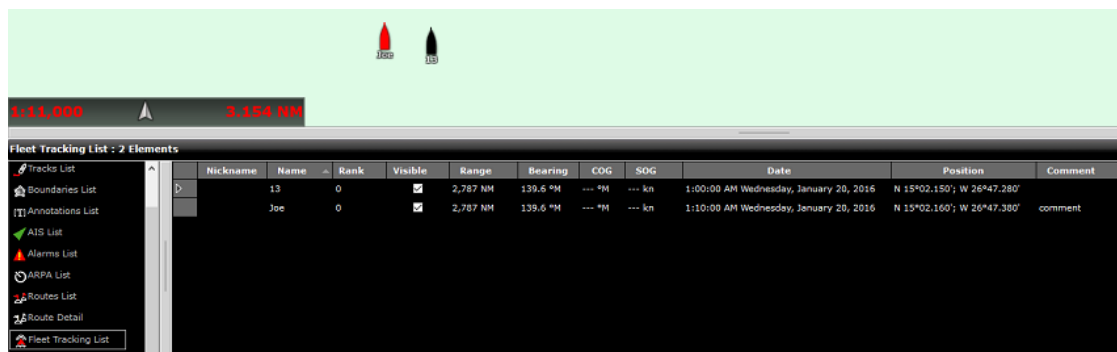 Joe
13
1:11,000 3.154 NM
Fleet Tracking List : 2 Elements
Tracks List
Boundaries List
Annotations List
AIS List
Alarms List
ARPA List
Routes List
Route Detail
Fleet Tracking List
Nickname Name Rank Visible Range Bearing COG SOG Date Position Comment
13 0 2,787 NM 139.6 °M --- °M --- kn 1:00:00 AM Wednesday, January 20, 2016 N 15°02.150'; W 26°47.280'
Joe 0 2,787 NM 139.6 °M --- °M --- kn 1:10:00 AM Wednesday, January 20, 2016 N 15°02.160'; W 26°47.380' comment